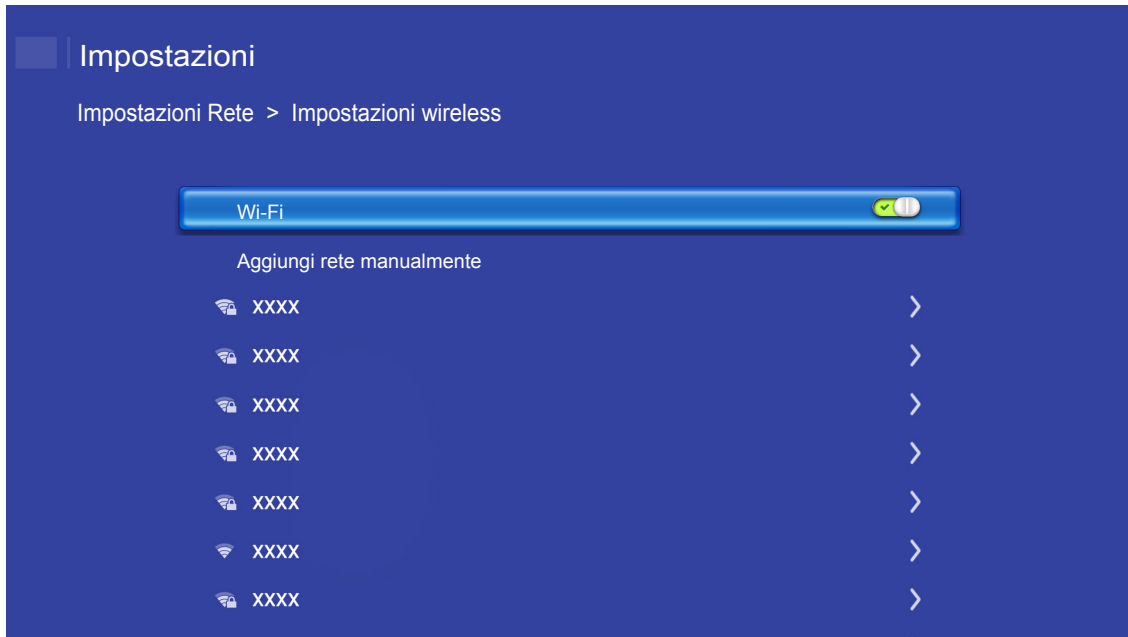 Impostazioni
Impostazioni Rete > Impostazioni wireless
Wi-Fi
Aggiungi rete manualmente
XXXX
XXXX
XXXX
XXXX
XXXX
XXXX
XXXX